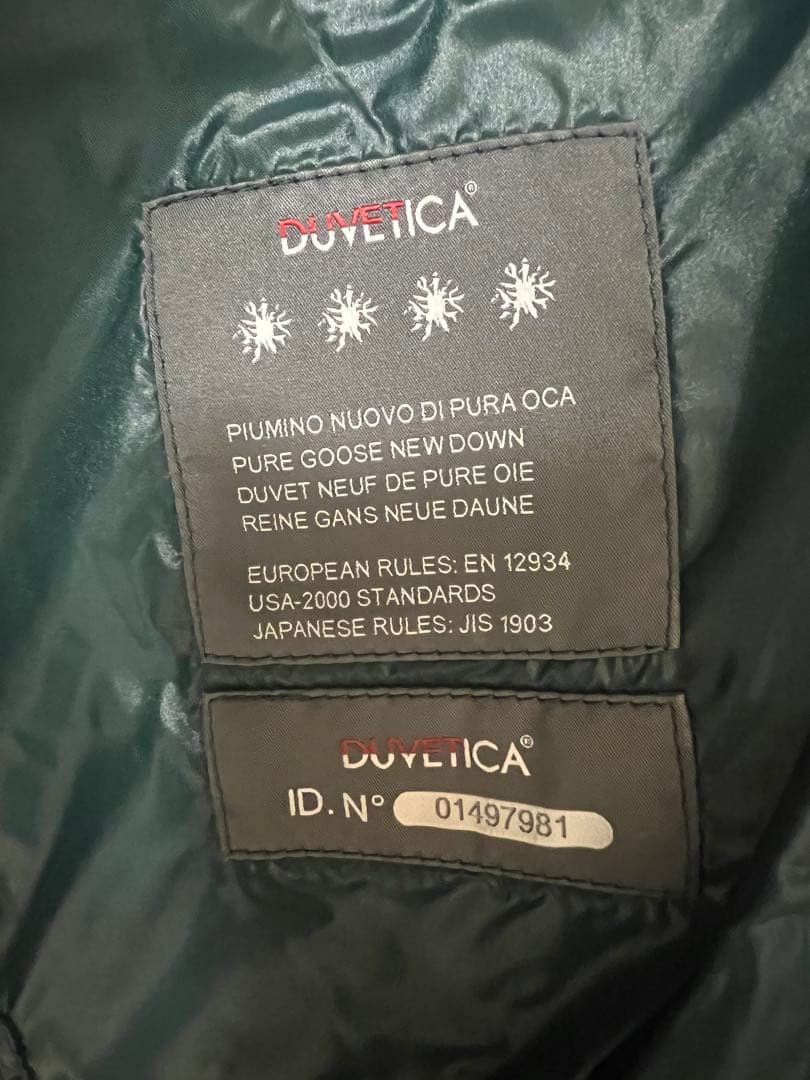 DUVETICA®
PIUMINO NUOVO DI PURA OCA
PURE GOOSE NEW DOWN
DUVET NEUF DE PURE OIE
REINE GANS NEUE DAUNE
EUROPEAN RULES: EN 12934
USA-2000 STANDARDS
JAPANESE RULES: JIS 1903
DUVETICA®
ID. N° 01497981